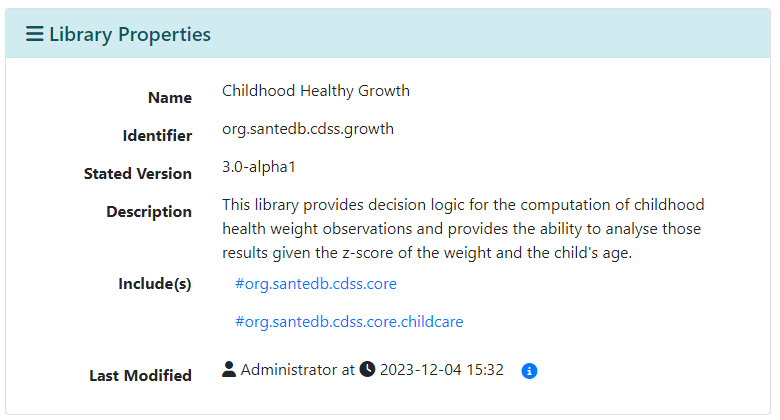 Library Properties
Name Childhood Healthy Growth
Identifier org.santedb.cdss.growth
Stated Version 3.0-alpha1
Description This library provides decision logic for the computation of childhood
health weight observations and provides the ability to analyse those
results given the z-score of the weight and the child's age.
Include(s) #org.santedb.cdss.core
#org.santedb.cdss.core.childcare
Last Modified Administrator at 2023-12-04 15:32